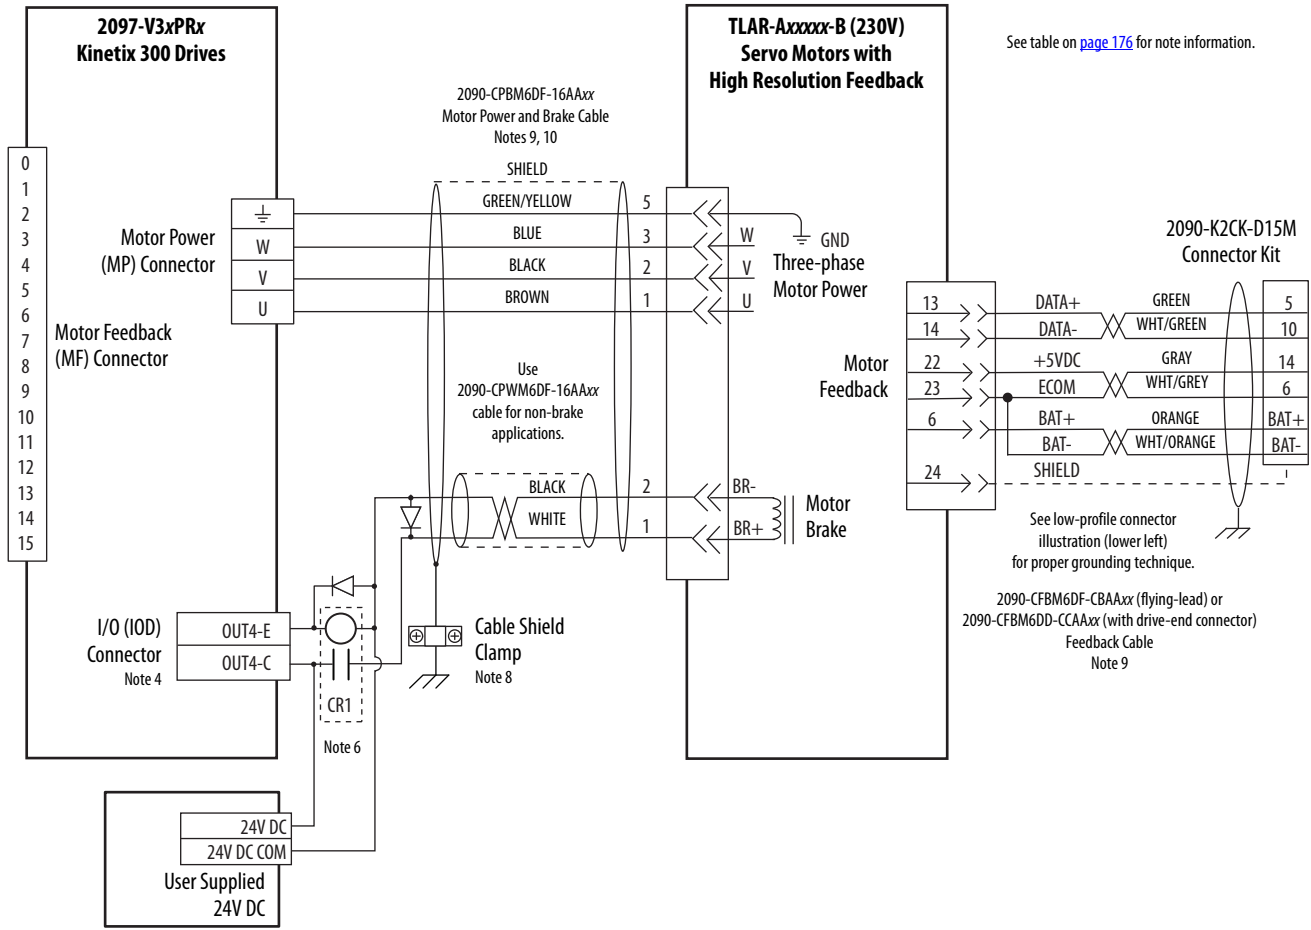 2097-V3xPRx
Kinetix 300 Drives
TLAR-Axxxxx-B (230V)
Servo Motors with
High Resolution Feedback
See table on page 176 for note information.
2090-CPBM6DF-16AAxx
Motor Power and Brake Cable
Notes 9, 10
SHIELD
0
1
2
3
4
5
6
7
8
9
10
11
12
13
14
15
Motor Power
(MP) Connector
W
V
U
GREEN/YELLOW
5
BLUE
3
BLACK
2
BROWN
1
W
V
U
GND
Three-phase
Motor Power
Motor Feedback
(MF) Connector
Use
2090-CPWM6DF-16AAxx
cable for non-brake
applications.
BLACK
2
WHITE
1
BR-
BR+
Motor
Brake
2090-K2CK-D15M
Connector Kit
Motor
Feedback
13
DATA+
GREEN
5
14
DATA-
WHT/GREEN
10
22
+5VDC
GRAY
14
23
ECOM
WHT/GREY
6
6
BAT+
ORANGE
BAT+
BAT-
WHT/ORANGE
BAT-
24
SHIELD
See low-profile connector
illustration (lower left)
for proper grounding technique.
2090-CFBM6DF-CBAAxx (flying-lead) or
2090-CFBM6DD-CCAAxx (with drive-end connector)
Feedback Cable
Note 9
I/O (IOD)
Connector
Note 4
OUT4-E
OUT4-C
CR1
Note 6
Cable Shield
Clamp
Note 8
24V DC
24V DC COM
User Supplied
24V DC